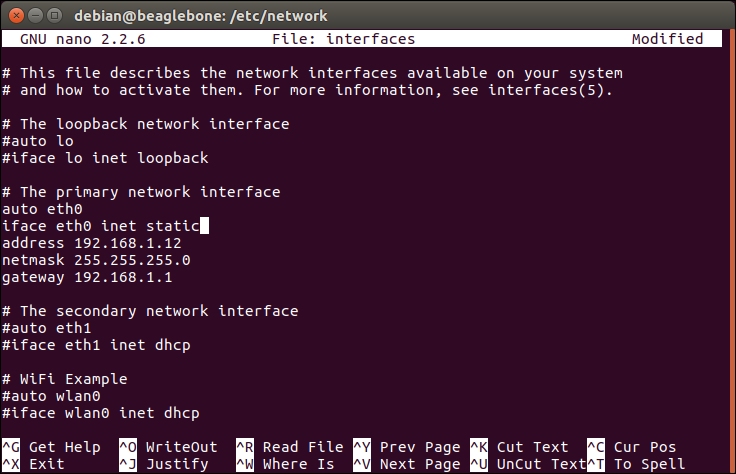 debian@beaglebone: /etc/network
GNU nano 2.2.6 File: interfaces Modified
# This file describes the network interfaces available on your system
# and how to activate them. For more information, see interfaces(5).
# The loopback network interface
#auto lo
#iface lo inet loopback
# The primary network interface
auto eth0
iface eth0 inet static
address 192.168.1.12
netmask 255.255.255.0
gateway 192.168.1.1
# The secondary network interface
#auto eth1
#iface eth1 inet dhcp
# WiFi Example
#auto wlan0
#iface wlan0 inet dhcp
^G Get Help ^O WriteOut ^R Read File ^Y Prev Page ^K Cut Text ^C Cur Pos
^X Exit ^J Justify ^W Where Is ^V Next Page ^U UnCut Text^T To Spell